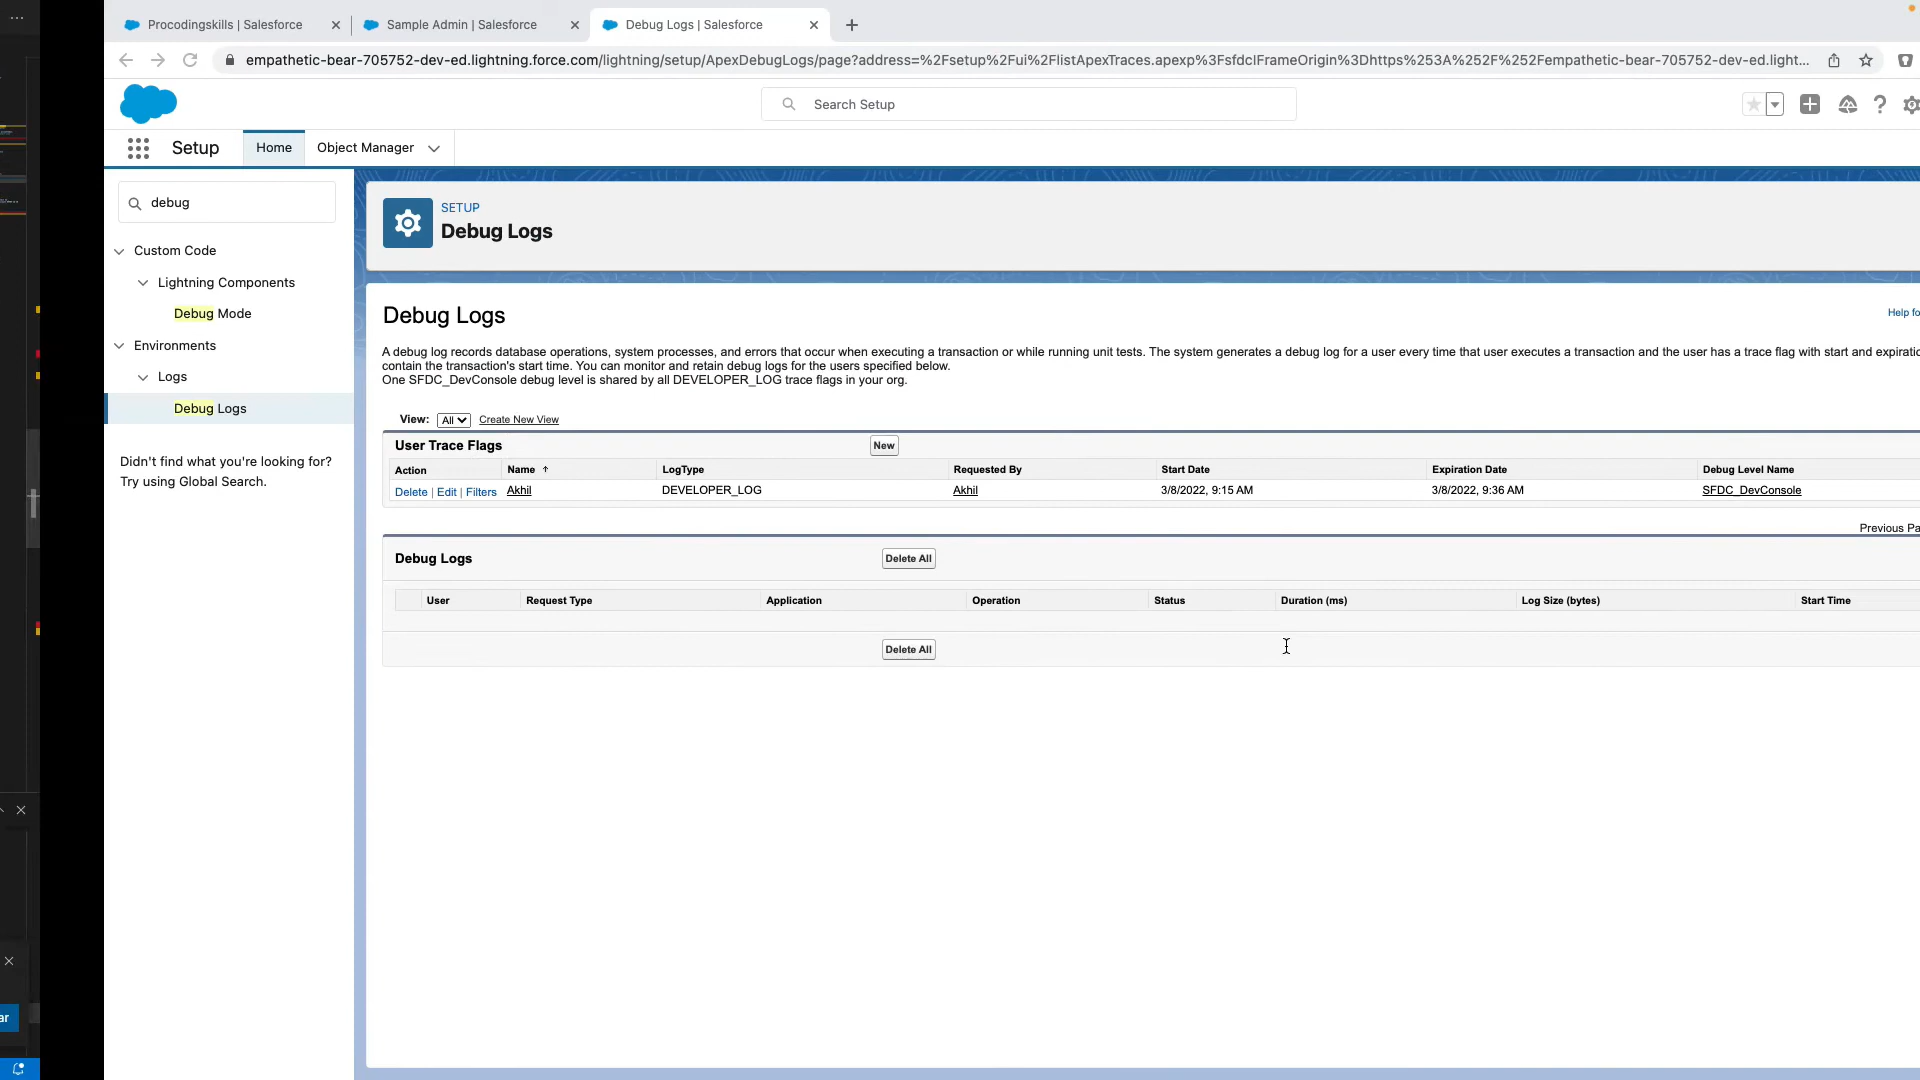 Procodingskills | Salesforce
Sample Admin | Salesforce
Debug Logs | Salesforce
empathetic-bear-705752-dev-ed.lightning.force.com/lightning/setup/ApexDebugLogs/page?address=%2Fsetup%2Fui%2FlistApexTraces.apexp%3FsfdcIFrameOrigin%3Dhttps%253A%252F%252Fempathetic-bear-705752-dev-ed.light...
Search Setup
Setup
Home
Object Manager
debug
Custom Code
Lightning Components
Debug Mode
Environments
Logs
Debug Logs
Didn't find what you're looking for?
Try using Global Search.
SETUP
Debug Logs
Debug Logs
Help fo
A debug log records database operations, system processes, and errors that occur when executing a transaction or while running unit tests. The system generates a debug log for a user every time that user executes a transaction and the user has a trace flag with start and expiratio
contain the transaction's start time. You can monitor and retain debug logs for the users specified below.
One SFDC_DevConsole debug level is shared by all DEVELOPER_LOG trace flags in your org.
View: All Create New View
User Trace Flags New
Action Name LogType Requested By Start Date Expiration Date Debug Level Name
Delete | Edit | Filters Akhil DEVELOPER_LOG Akhil 3/8/2022, 9:15 AM 3/8/2022, 9:36 AM SFDC_DevConsole
Previous Pa
Debug Logs Delete All
User Request Type Application Operation Status Duration (ms) Log Size (bytes) Start Time
Delete All
ar